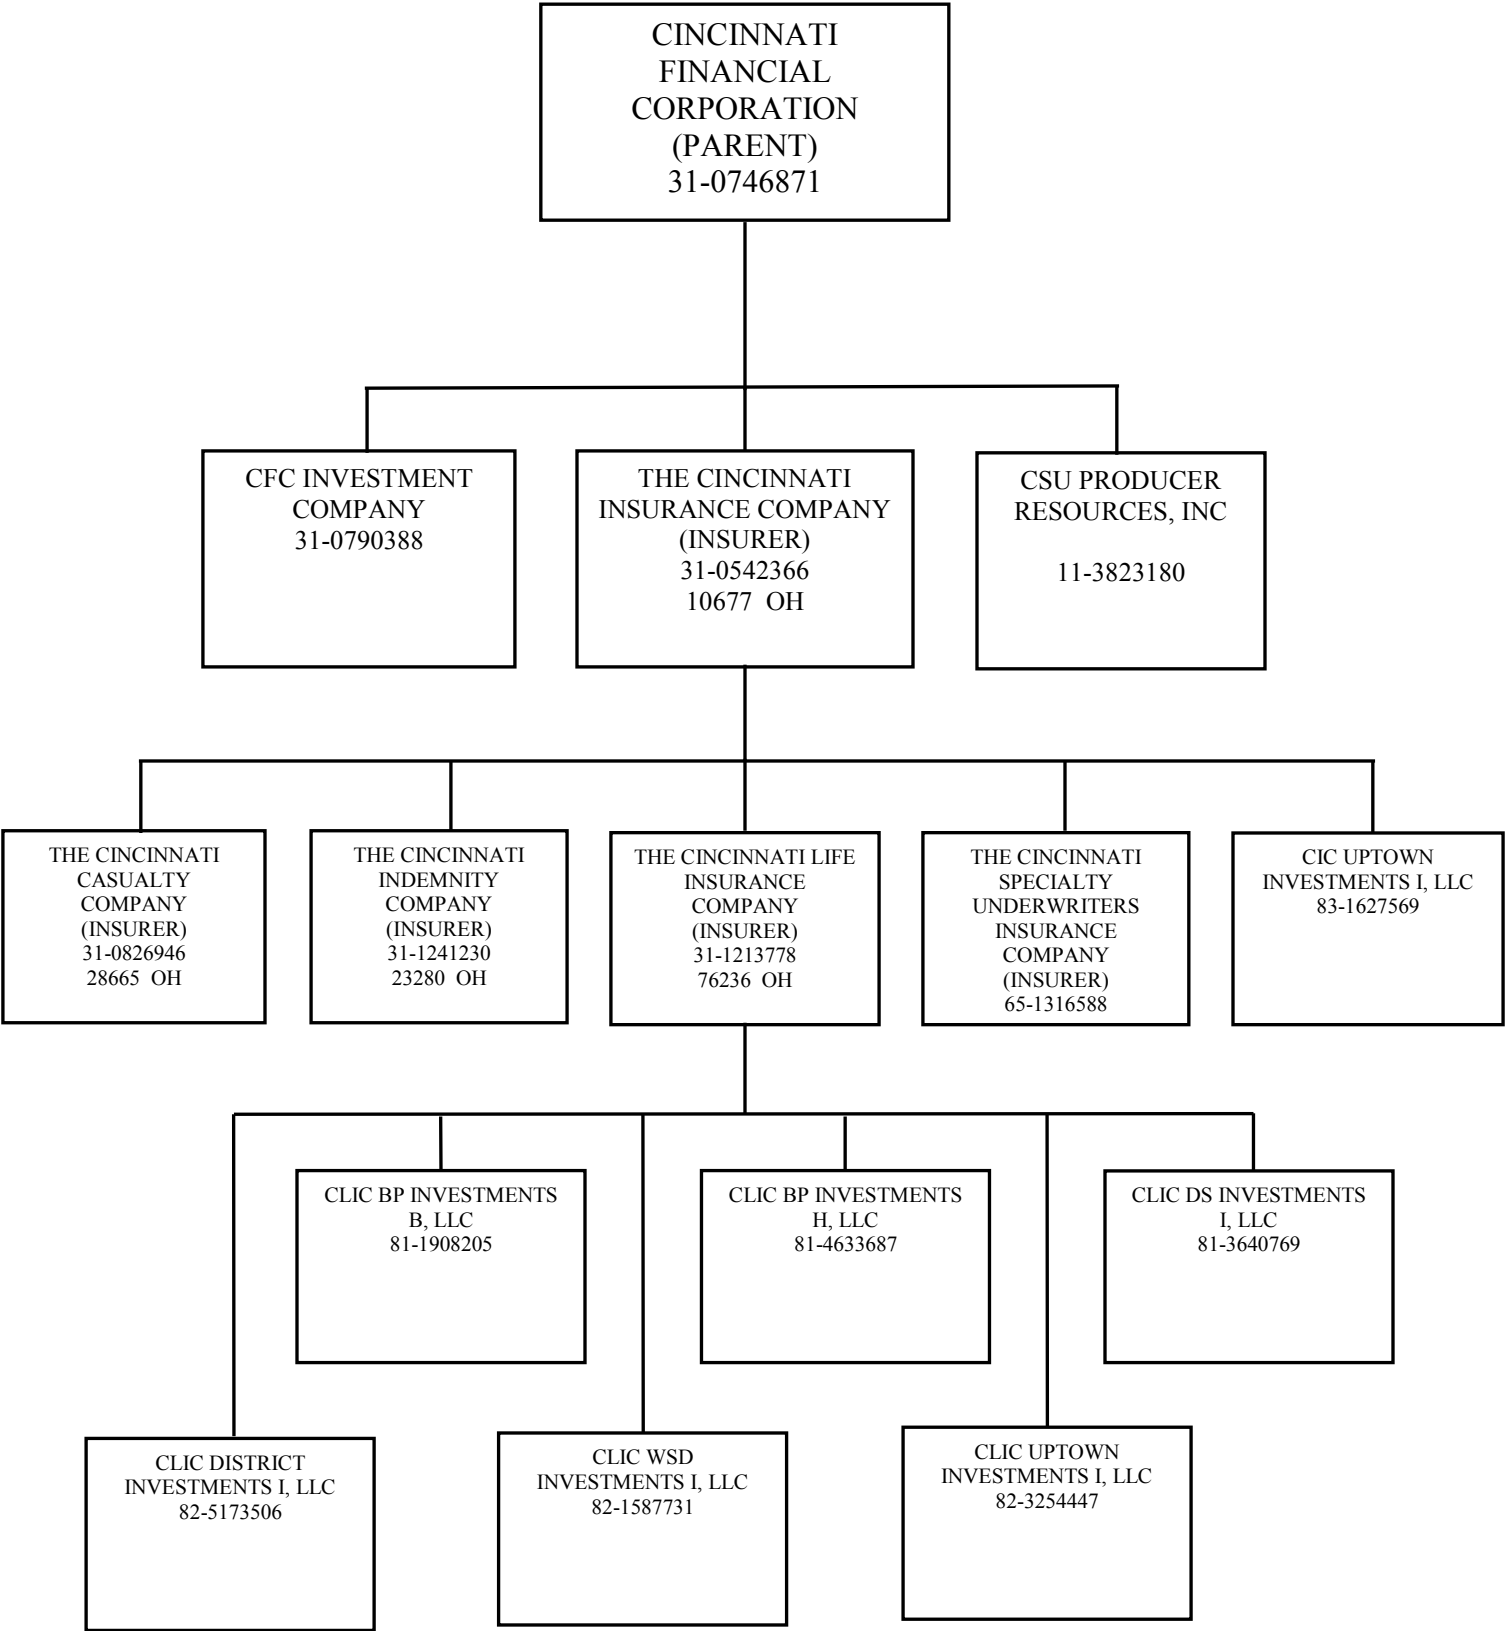 CINCINNATI
FINANCIAL
CORPORATION
(PARENT)
31-0746871
CFC INVESTMENT
COMPANY
31-0790388
THE CINCINNATI
INSURANCE COMPANY
(INSURER)
31-0542366
10677 OH
CSU PRODUCER
RESOURCES, INC
11-3823180
THE CINCINNATI
CASUALTY
COMPANY
(INSURER)
31-0826946
28665 OH
THE CINCINNATI
INDEMNITY
COMPANY
(INSURER)
31-1241230
23280 OH
THE CINCINNATI LIFE
INSURANCE
COMPANY
(INSURER)
31-1213778
76236 OH
THE CINCINNATI
SPECIALTY
UNDERWRITERS
INSURANCE
COMPANY
(INSURER)
65-1316588
CIC UPTOWN
INVESTMENTS I, LLC
83-1627569
CLIC BP INVESTMENTS
B, LLC
81-1908205
CLIC BP INVESTMENTS
H, LLC
81-4633687
CLIC DS INVESTMENTS
I, LLC
81-3640769
CLIC DISTRICT
INVESTMENTS I, LLC
82-5173506
CLIC WSD
INVESTMENTS I, LLC
82-1587731
CLIC UPTOWN
INVESTMENTS I, LLC
82-3254447